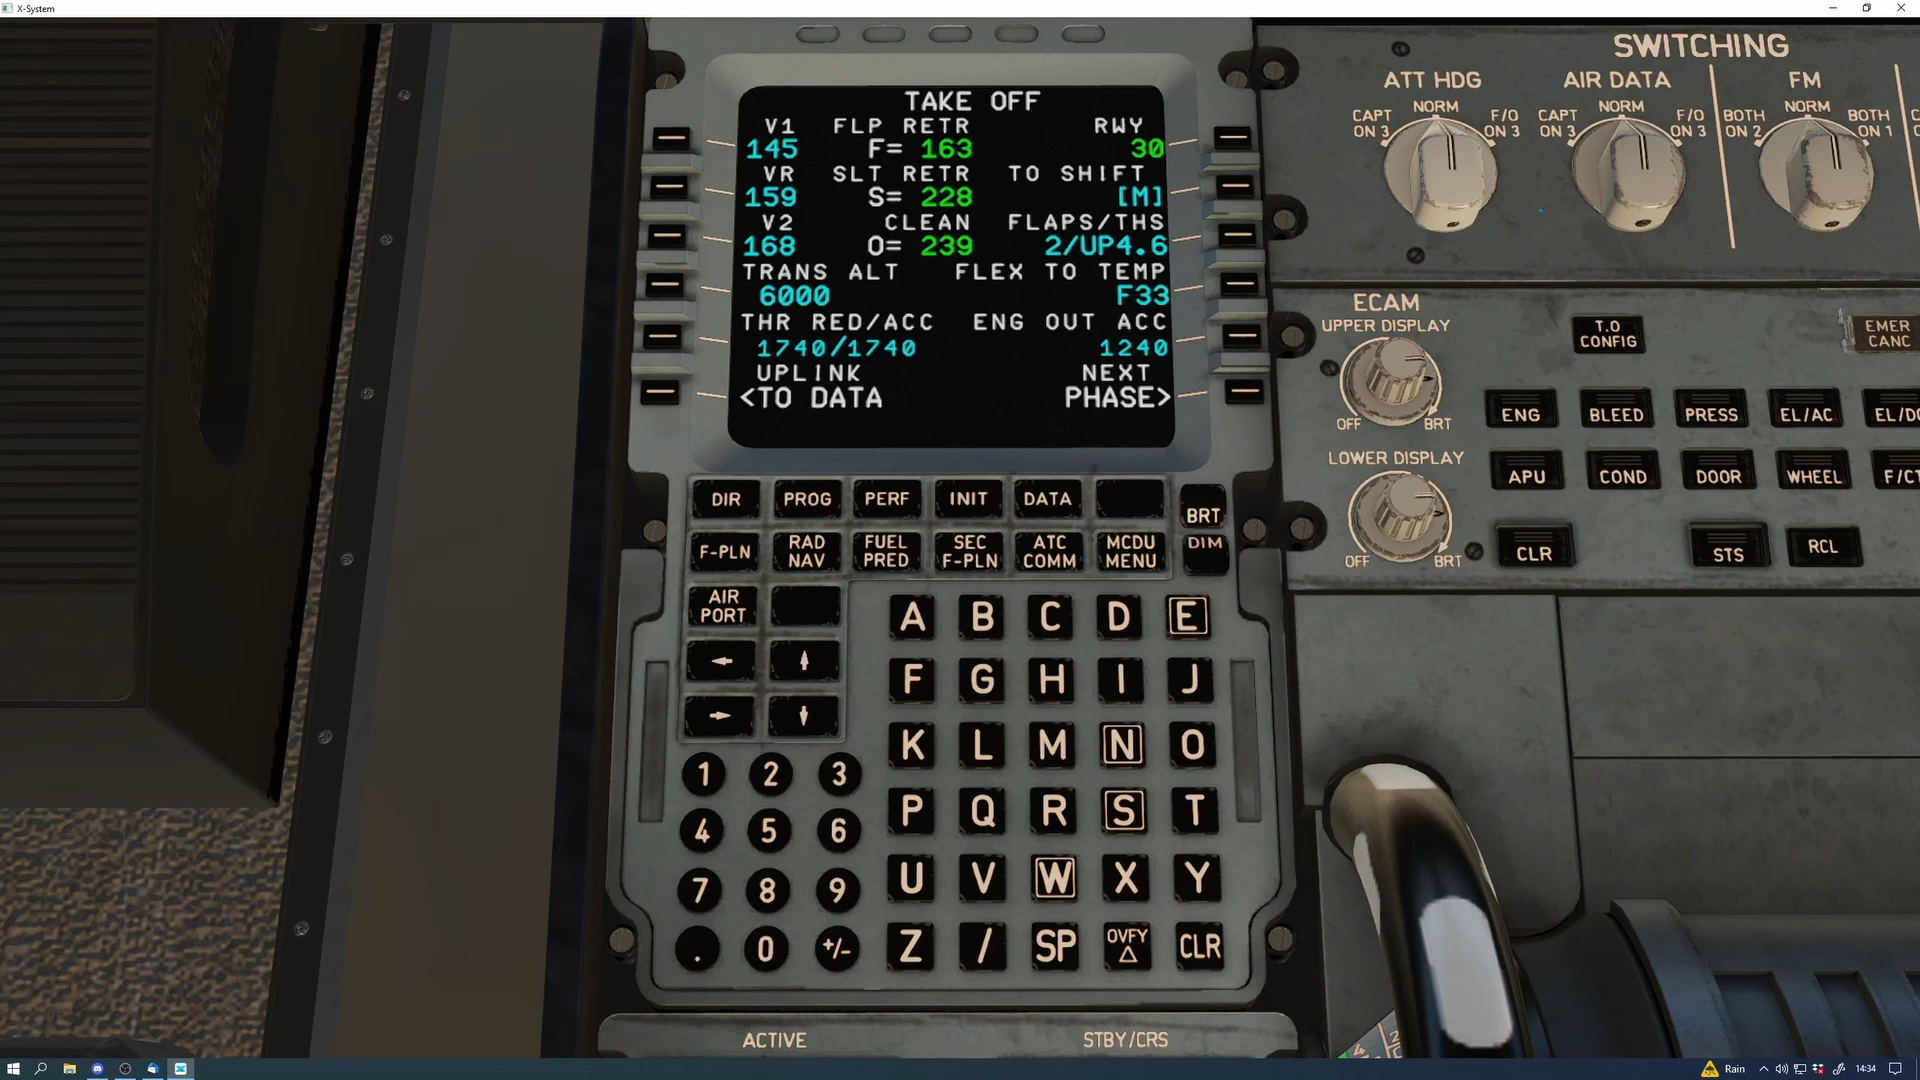 X-System
TAKE OFF
V1 FLP RETR RWY
145 F= 163 30
VR SLT RETR TO SHIFT
159 S= 228 [M]
V2 CLEAN FLAPS/THS
168 O= 239 2/UP4.6
TRANS ALT FLEX TO TEMP
6000 F33
THR RED/ACC ENG OUT ACC
1740/1740 1240
UPLINK NEXT
<TO DATA PHASE>
DIR PROG PERF INIT DATA
BRT
F-PLN RAD NAV FUEL PRED SEC F-PLN ATC COMM MCDU MENU
DIM
AIR PORT
← ↑
→ ↓
A B C D E
F G H I J
K L M N O
P Q R S T
U V W X Y
Z / SP OVFY △ CLR
1 2 3
4 5 6
7 8 9
. 0 +/-
ACTIVE STBY/CRS
SWITCHING
ATT HDG AIR DATA FM
CAPT ON 3 NORM F/O ON 3
CAPT ON 3 NORM F/O ON 3
BOTH ON 2 NORM BOTH ON 1
ECAM
UPPER DISPLAY
OFF BRT
LOWER DISPLAY
OFF BRT
T.O CONFIG
EMER CANC
ENG BLEED PRESS EL/AC
APU COND DOOR WHEEL
CLR STS RCL
Rain 14:34